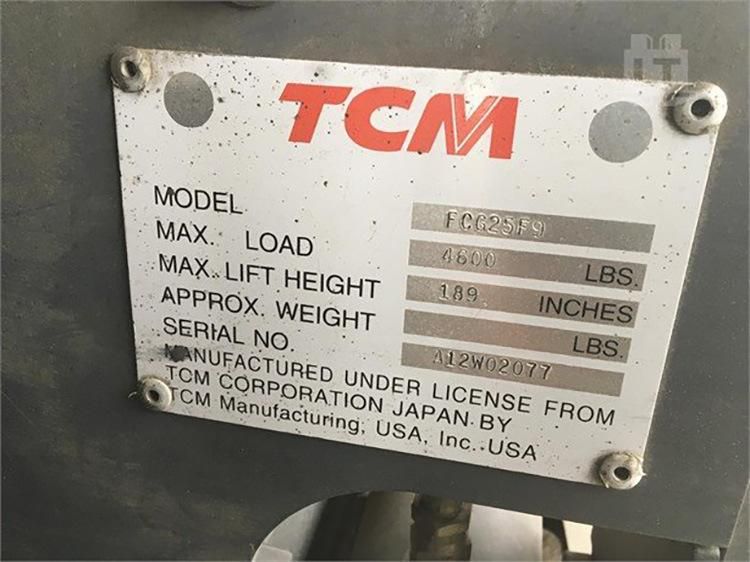 TCM
MODEL FCG25F9
MAX. LOAD 4600 LBS.
MAX. LIFT HEIGHT 189 INCHES
APPROX. WEIGHT LBS.
SERIAL NO. A12W02077
MANUFACTURED UNDER LICENSE FROM
TCM CORPORATION JAPAN BY
TCM Manufacturing, USA, Inc. USA